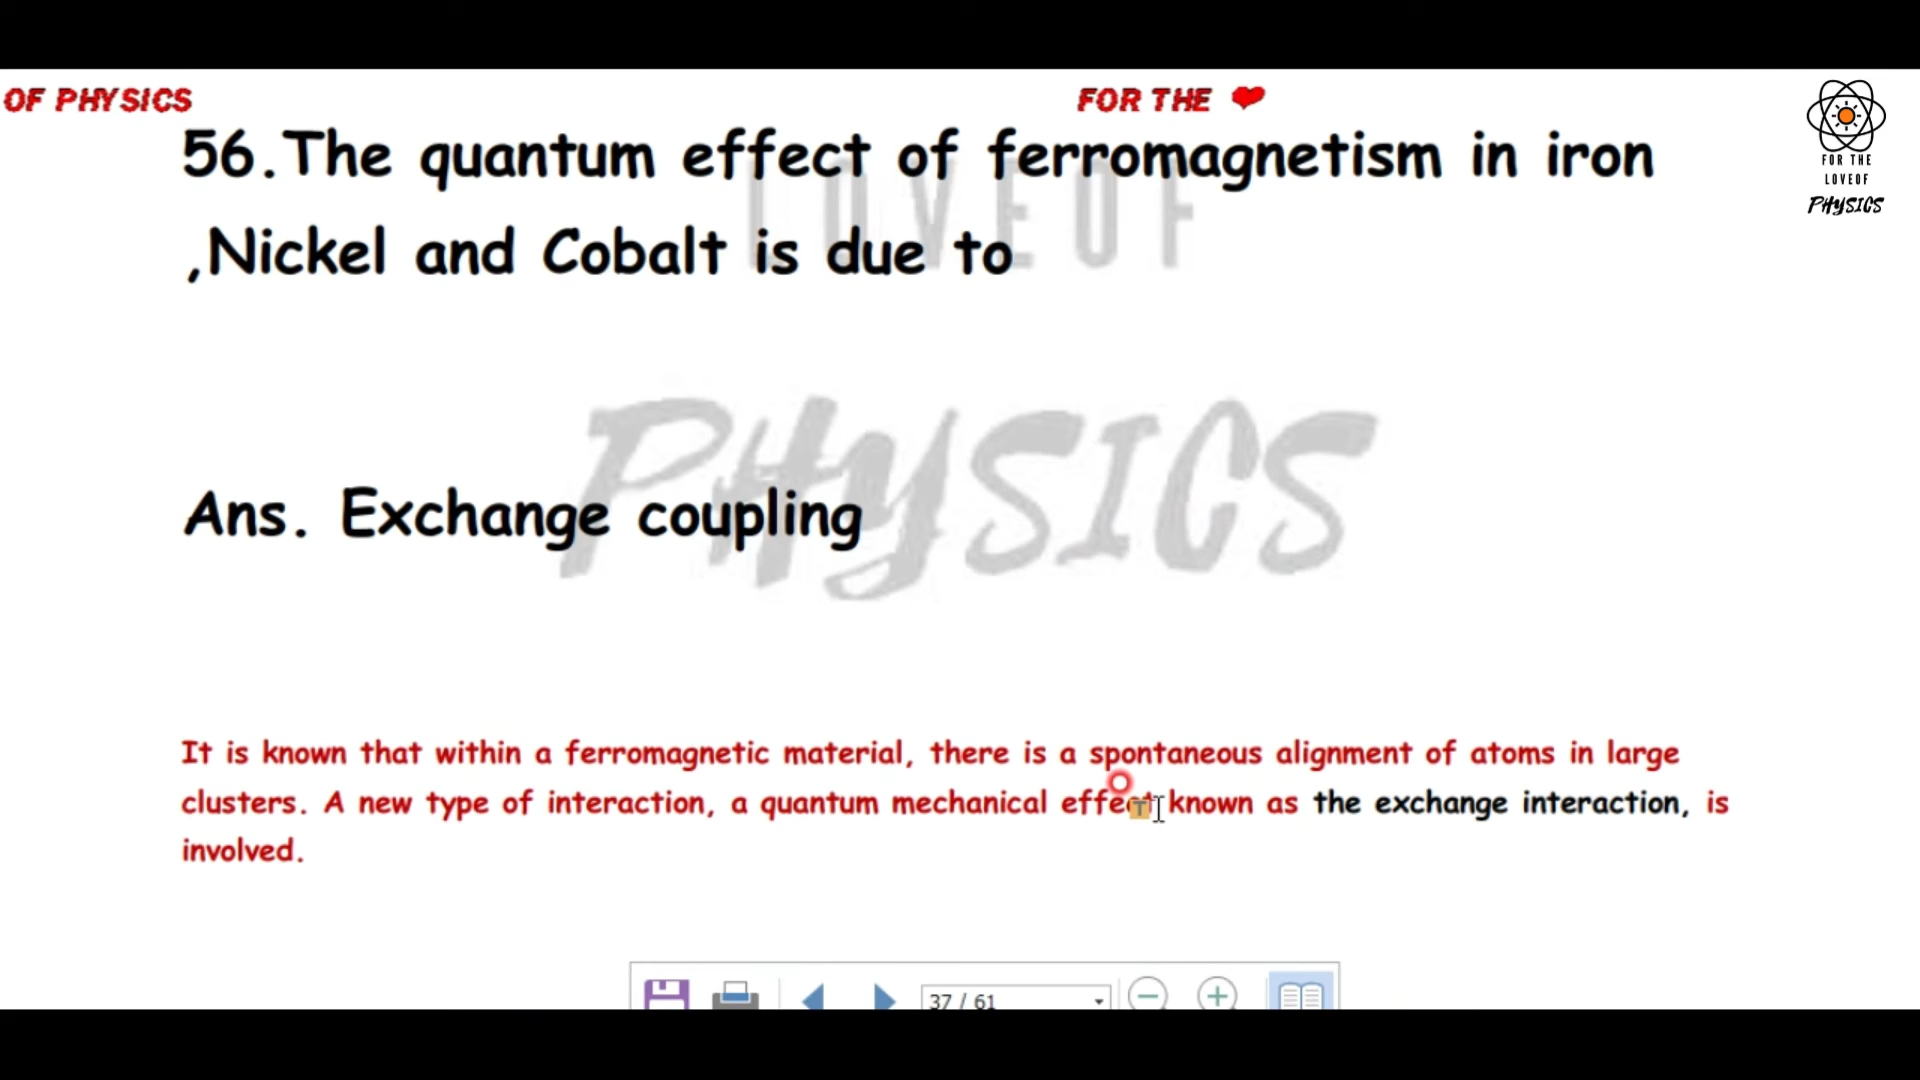 OF PHYSICS
FOR THE ❤
FOR THE
LOVEOF
PHYSICS
56.The quantum effect of ferromagnetism in iron
,Nickel and Cobalt is due to
LOVEOF
PHYSICS
Ans. Exchange coupling
It is known that within a ferromagnetic material, there is a spontaneous alignment of atoms in large
clusters. A new type of interaction, a quantum mechanical effect known as the exchange interaction, is
involved.
37 / 61